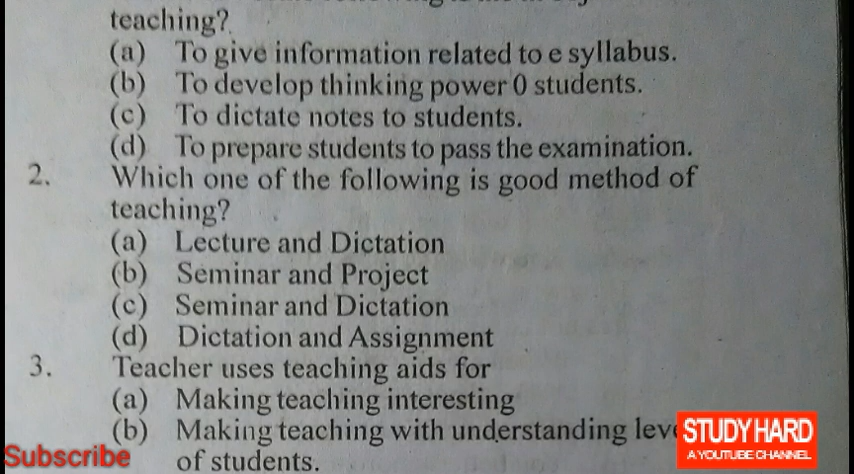 teaching?
(a) To give information related to e syllabus.
(b) To develop thinking power 0 students.
(c) To dictate notes to students.
(d) To prepare students to pass the examination.
2. Which one of the following is good method of
teaching?
(a) Lecture and Dictation
(b) Seminar and Project
(c) Seminar and Dictation
(d) Dictation and Assignment
3. Teacher uses teaching aids for
(a) Making teaching interesting
(b) Making teaching with understanding
of students.
STUDY HARD
A YOUTUBE CHANNEL
Subscribe